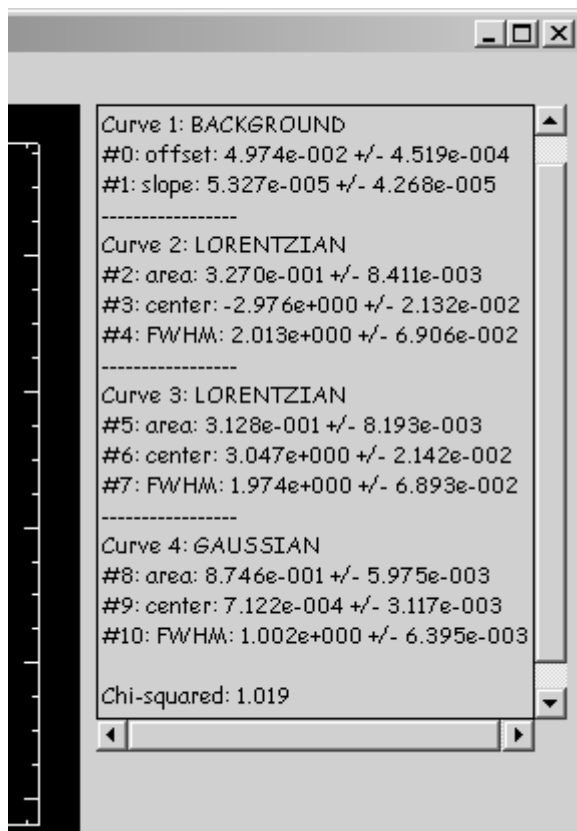 Curve 1: BACKGROUND
#0: offset: 4.974e-002 +/- 4.519e-004
#1: slope: 5.327e-005 +/- 4.268e-005
-----------------
Curve 2: LORENTZIAN
#2: area: 3.270e-001 +/- 8.411e-003
#3: center: -2.976e+000 +/- 2.132e-002
#4: FWHM: 2.013e+000 +/- 6.906e-002
-----------------
Curve 3: LORENTZIAN
#5: area: 3.128e-001 +/- 8.193e-003
#6: center: 3.047e+000 +/- 2.142e-002
#7: FWHM: 1.974e+000 +/- 6.893e-002
-----------------
Curve 4: GAUSSIAN
#8: area: 8.746e-001 +/- 5.975e-003
#9: center: 7.122e-004 +/- 3.117e-003
#10: FWHM: 1.002e+000 +/- 6.395e-003
Chi-squared: 1.019